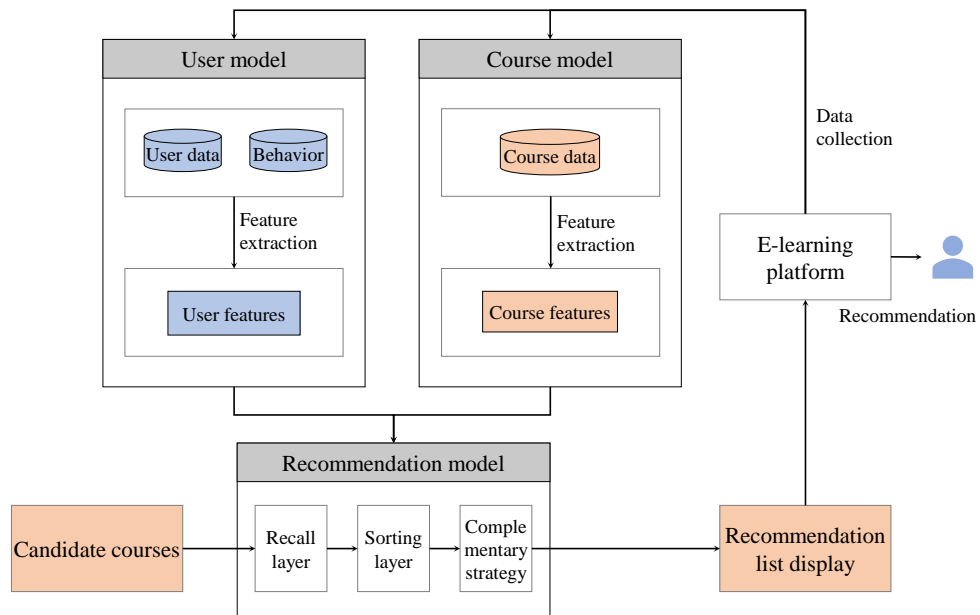 User model
Course model
User data
Behavior
Course data
Data
collection
Feature
extraction
Feature
extraction
E-learning
platform
User features
Course features
Recommendation
Recommendation model
Candidate courses
Recall
layer
Sorting
layer
Comple
mentary
strategy
Recommendation
list display